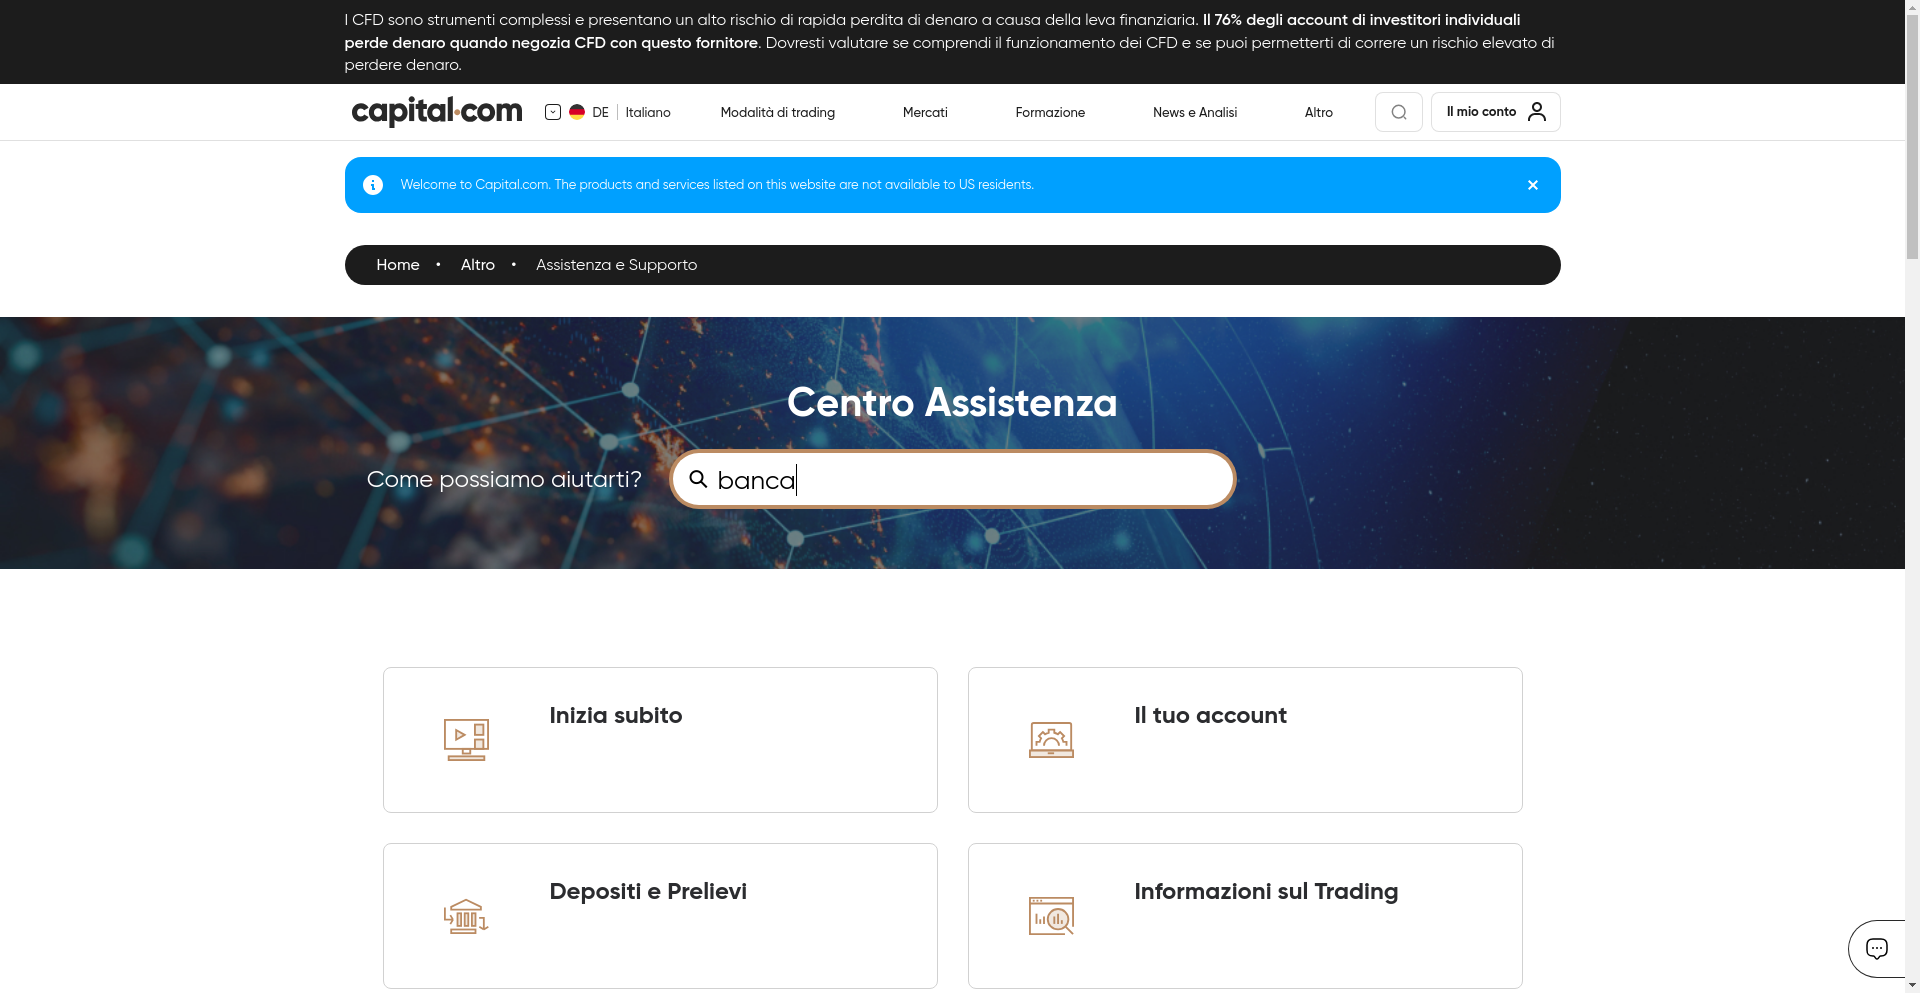 I CFD sono strumenti complessi e presentano un alto rischio di rapida perdita di denaro a causa della leva finanziaria. Il 76% degli account di investitori individuali
perde denaro quando negozia CFD con questo fornitore. Dovresti valutare se comprendi il funzionamento dei CFD e se puoi permetterti di correre un rischio elevato di
perdere denaro.
capital.com DE Italiano Modalità di trading Mercati Formazione News e Analisi Altro Il mio conto
Welcome to Capital.com. The products and services listed on this website are not available to US residents.
Home • Altro • Assistenza e Supporto
Centro Assistenza
Come possiamo aiutarti? banca
Inizia subito
Il tuo account
Depositi e Prelievi
Informazioni sul Trading